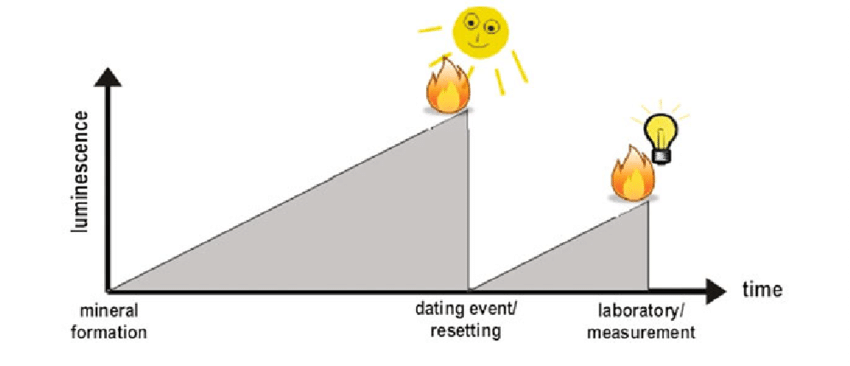 luminescence
time
mineral
formation
dating event/
resetting
laboratory/
measurement